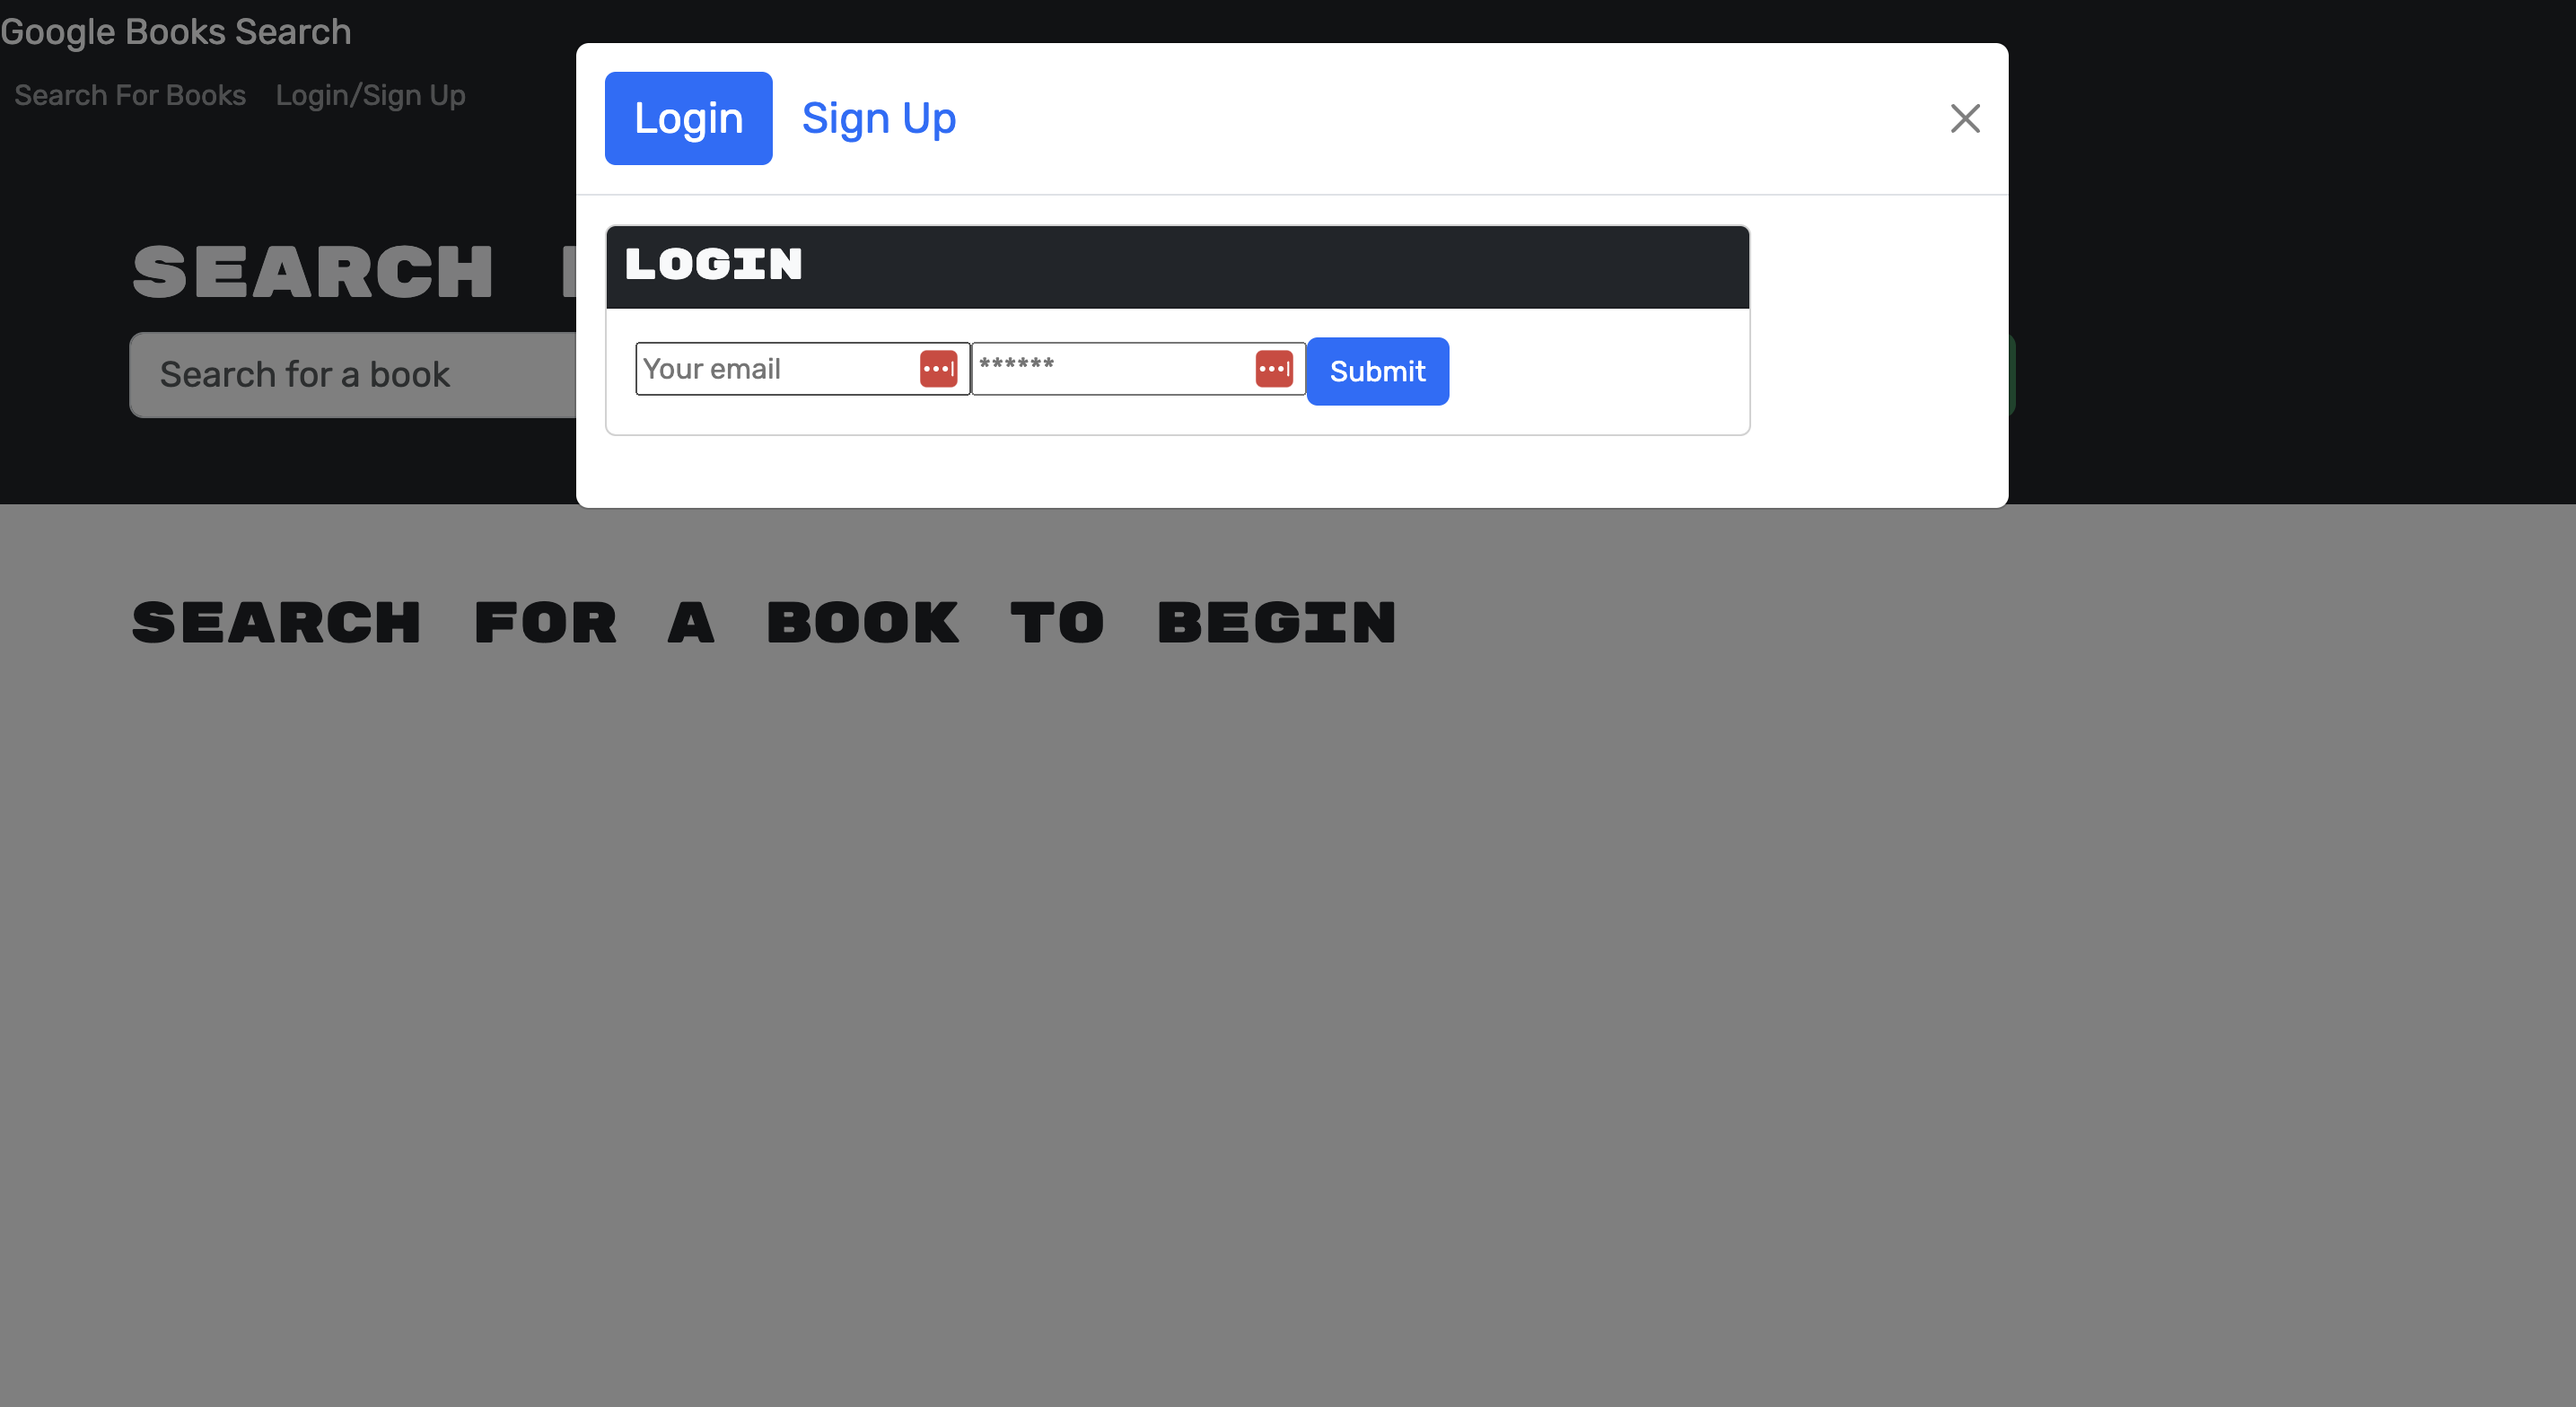 Google Books Search
Search For Books Login/Sign Up
Login Sign Up
LOGIN
SEARCH
Search for a book
Your email ****** Submit
SEARCH FOR A BOOK TO BEGIN